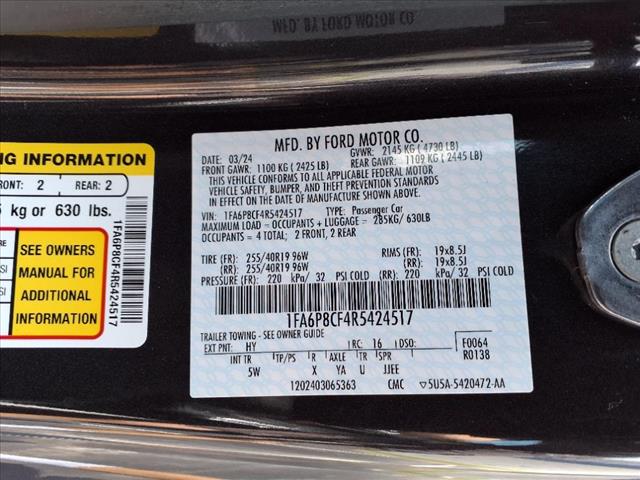 MFD. BY FORD MOTOR CO.
NG INFORMATION
FRONT: 2 REAR: 2
kg or 630 lbs.
SEE OWNERS
MANUAL FOR
ADDITIONAL
INFORMATION
1FA6P8CF4R5424517
MFD. BY FORD MOTOR CO.
DATE: 03/24 GVWR: 2145 KG ( 4730 LB)
FRONT GAWR: 1100 KG ( 2425 LB) REAR GAWR: 1109 KG ( 2445 LB)
THIS VEHICLE CONFORMS TO ALL APPLICABLE FEDERAL MOTOR
VEHICLE SAFETY, BUMPER, AND THEFT PREVENTION STANDARDS
IN EFFECT ON THE DATE OF MANUFACTURE SHOWN ABOVE.
VIN: 1FA6P8CF4R5424517 TYPE: Passenger Car
MAXIMUM LOAD = OCCUPANTS + LUGGAGE = 285KG/ 630LB
OCCUPANTS = 4 TOTAL; 2 FRONT, 2 REAR
TIRE (FR): 255/40R19 96W RIMS (FR): 19x8.5J
(RR): 255/40R19 96W (RR): 19x8.5J
PRESSURE (FR): 220 kPa/ 32 PSI COLD (RR): 220 kPa/ 32 PSI COLD
1FA6P8CF4R5424517
TRAILER TOWING - SEE OWNER GUIDE
EXT PNT: HY RC: 16 DSO: F0064
INT TR TP/PS R AXLE TR SPR R0138
5W X YA U JJEE
1202403065363 CMC ▽5U5A-5420472-AA